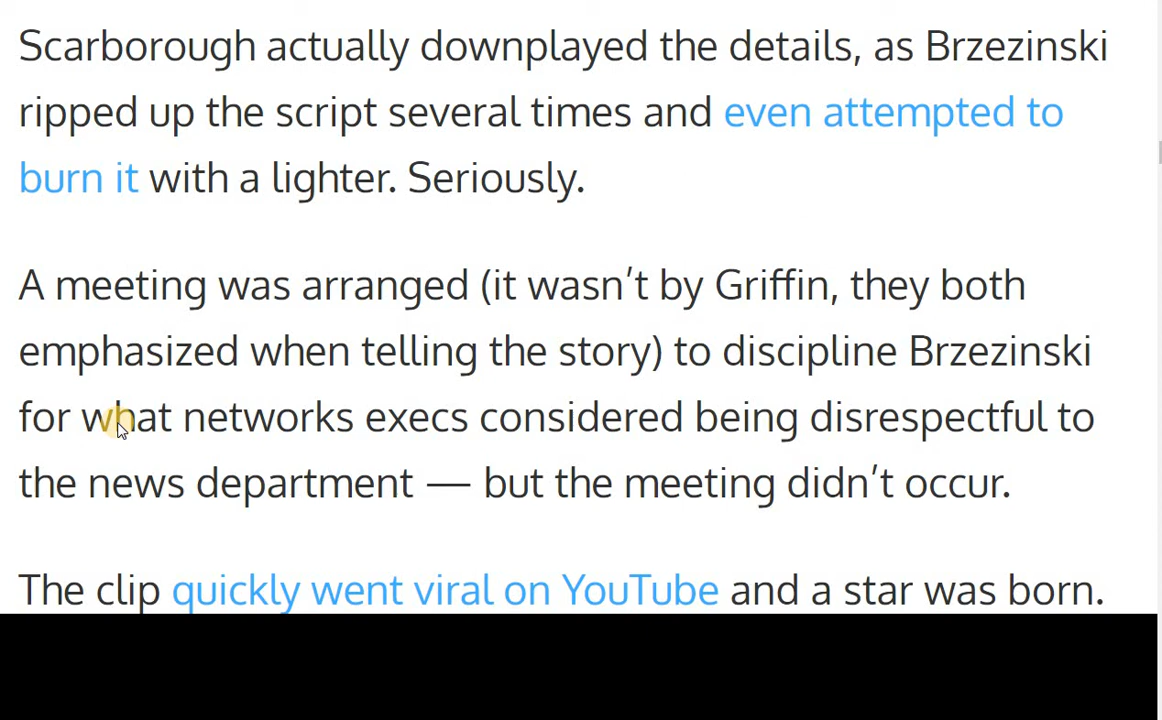 Scarborough actually downplayed the details, as Brzezinski
ripped up the script several times and even attempted to
burn it with a lighter. Seriously.
A meeting was arranged (it wasn’t by Griffin, they both
emphasized when telling the story) to discipline Brzezinski
for what networks execs considered being disrespectful to
the news department — but the meeting didn’t occur.
The clip quickly went viral on YouTube and a star was born.